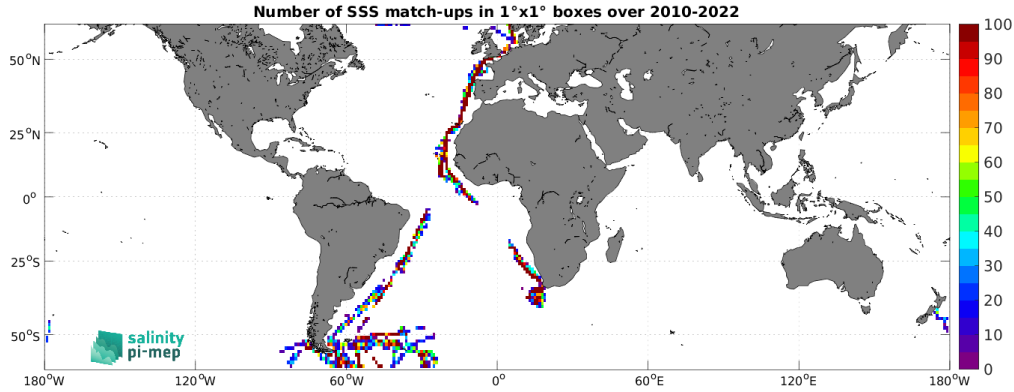 Number of SSS match-ups in 1°x1° boxes over 2010-2022
50°N
25°N
0°
25°S
50°S
180°W
120°W
60°W
0°
60°E
120°E
180°W
100
90
80
70
60
50
40
30
20
10
0
salinity
pi-mep